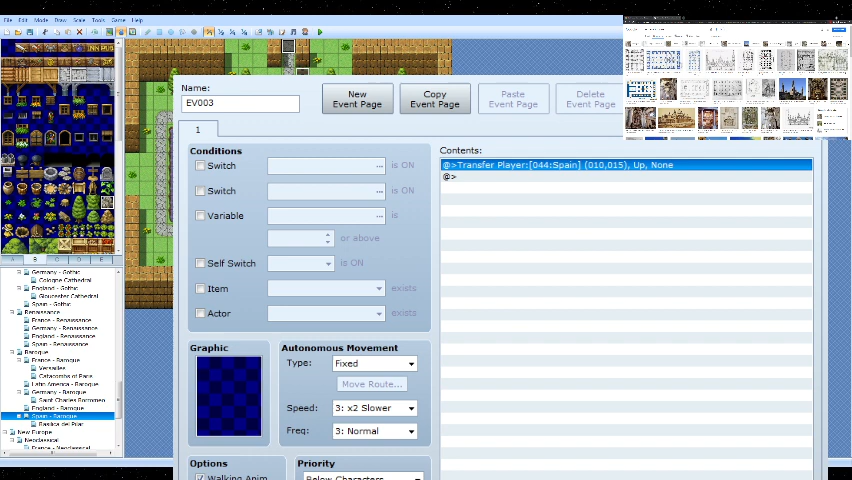 File Edit Mode Draw Scale Tools Game Help
Name:
EV003
New
Event Page
Copy
Event Page
Paste
Event Page
Delete
Event Page
1
Conditions
Switch ... is ON
Switch ... is ON
Variable ... is
or above
Self Switch is ON
Item exists
Actor exists
Graphic
Autonomous Movement
Type: Fixed
Move Route...
Speed: 3: x2 Slower
Freq: 3: Normal
Options
Walking Anim
Priority
Below Characters
Contents:
@>Transfer Player:[044:Spain] (010,015), Up, None
@>
A B C D E
Germany - Gothic
Cologne Cathedral
England - Gothic
Gloucester Cathedral
Spain - Gothic
Renaissance
France - Renaissance
Germany - Renaissance
England - Renaissance
Spain - Renaissance
Baroque
France - Baroque
Versailles
Catacombs of Paris
Latin America - Baroque
Germany - Baroque
Saint Charles Borromeo
England - Baroque
Spain - Baroque
Basilica del Pilar
New Europe
Neoclassical
France - Neoclassical